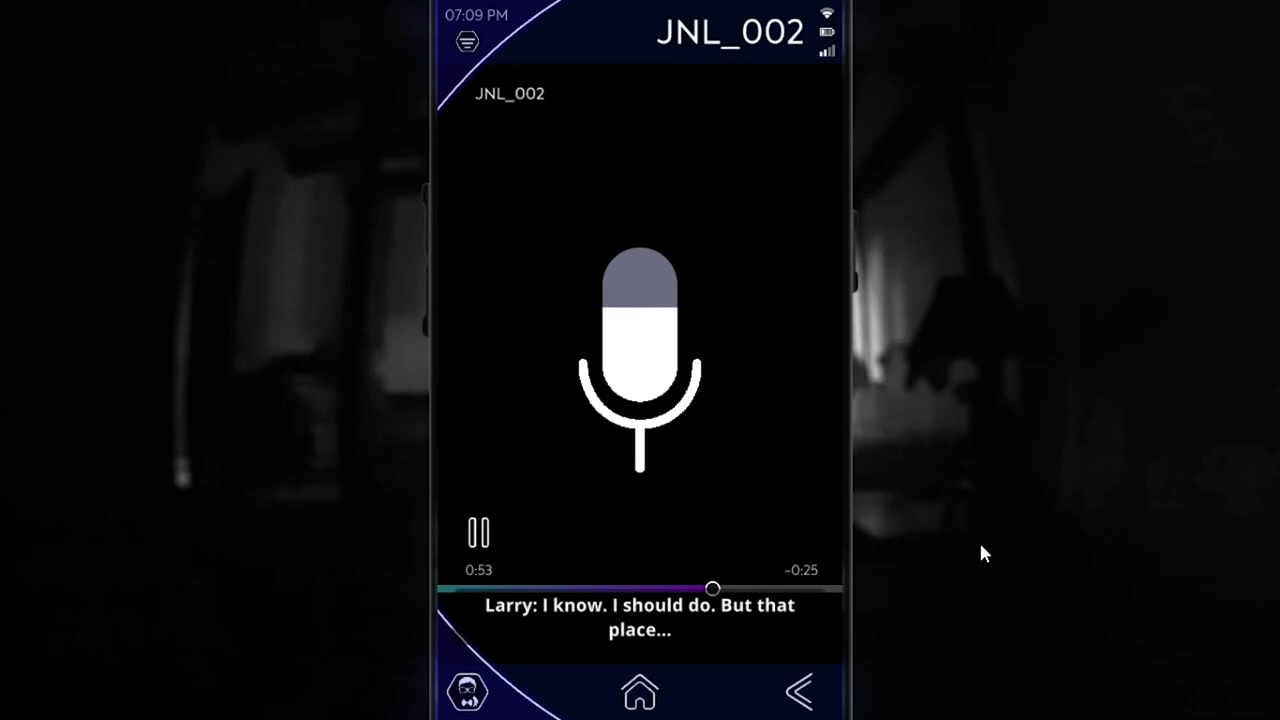 07:09 PM
JNL_002
JNL_002
0:53
-0:25
Larry: I know. I should do. But that
place...